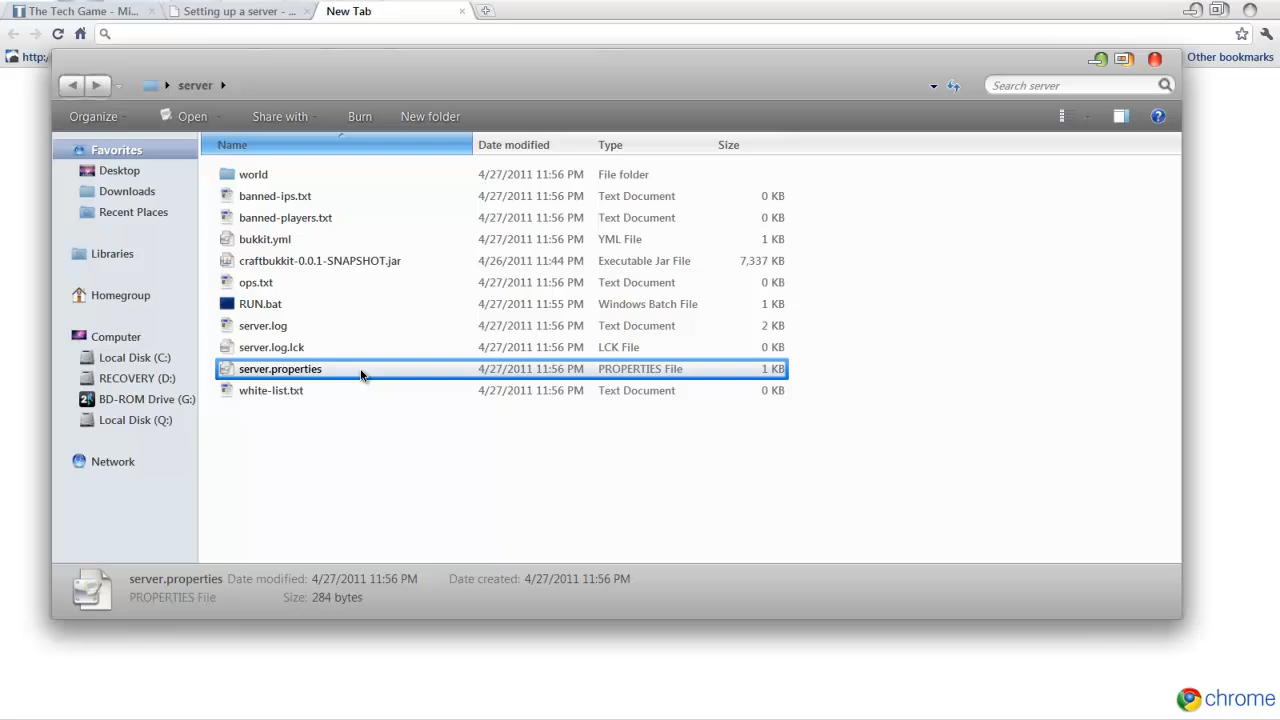 The Tech Game - Mi...
Setting up a server - ...
New Tab
http:/
Other bookmarks
server
Search server
Organize
Open
Share with
Burn
New folder
Name
Date modified
Type
Size
Favorites
Desktop
Downloads
Recent Places
Libraries
Homegroup
Computer
Local Disk (C:)
RECOVERY (D:)
BD-ROM Drive (G:)
Local Disk (Q:)
Network
world 4/27/2011 11:56 PM File folder
banned-ips.txt 4/27/2011 11:56 PM Text Document 0 KB
banned-players.txt 4/27/2011 11:56 PM Text Document 0 KB
bukkit.yml 4/27/2011 11:56 PM YML File 1 KB
craftbukkit-0.0.1-SNAPSHOT.jar 4/26/2011 11:44 PM Executable Jar File 7,337 KB
ops.txt 4/27/2011 11:56 PM Text Document 0 KB
RUN.bat 4/27/2011 11:55 PM Windows Batch File 1 KB
server.log 4/27/2011 11:56 PM Text Document 2 KB
server.log.lck 4/27/2011 11:56 PM LCK File 0 KB
server.properties 4/27/2011 11:56 PM PROPERTIES File 1 KB
white-list.txt 4/27/2011 11:56 PM Text Document 0 KB
server.properties Date modified: 4/27/2011 11:56 PM Date created: 4/27/2011 11:56 PM
PROPERTIES File Size: 284 bytes
chrome